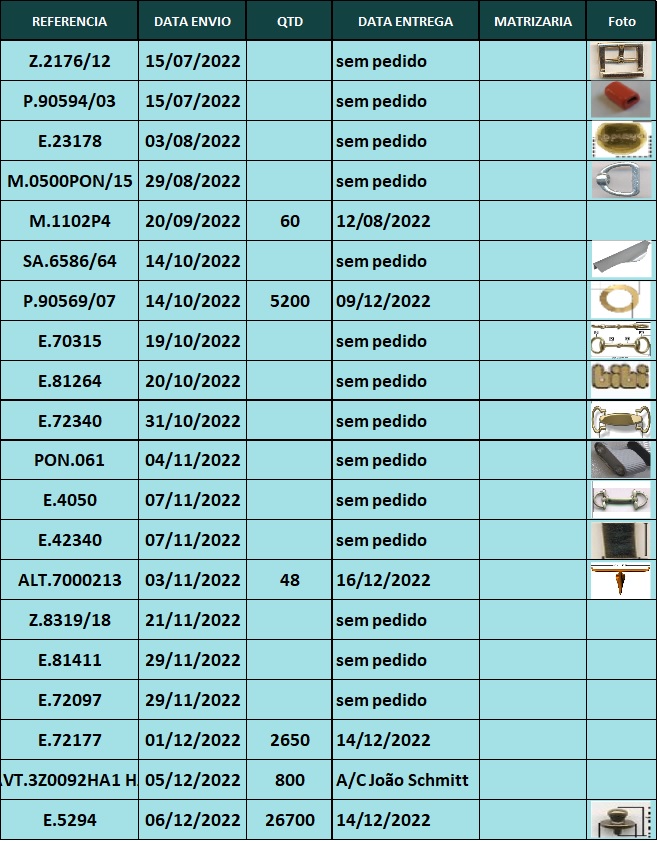 REFERENCIA DATA ENVIO QTD DATA ENTREGA MATRIZARIA Foto
Z.2176/12 15/07/2022 sem pedido
P.90594/03 15/07/2022 sem pedido
E.23178 03/08/2022 sem pedido
M.0500PON/15 29/08/2022 sem pedido
M.1102P4 20/09/2022 60 12/08/2022
SA.6586/64 14/10/2022 sem pedido
P.90569/07 14/10/2022 5200 09/12/2022
E.70315 19/10/2022 sem pedido
E.81264 20/10/2022 sem pedido bibi
E.72340 31/10/2022 sem pedido
PON.061 04/11/2022 sem pedido
E.4050 07/11/2022 sem pedido
E.42340 07/11/2022 sem pedido
ALT.7000213 03/11/2022 48 16/12/2022
Z.8319/18 21/11/2022 sem pedido
E.81411 29/11/2022 sem pedido
E.72097 29/11/2022 sem pedido
E.72177 01/12/2022 2650 14/12/2022
VT.3Z0092HA1 H 05/12/2022 800 A/C João Schmitt
E.5294 06/12/2022 26700 14/12/2022